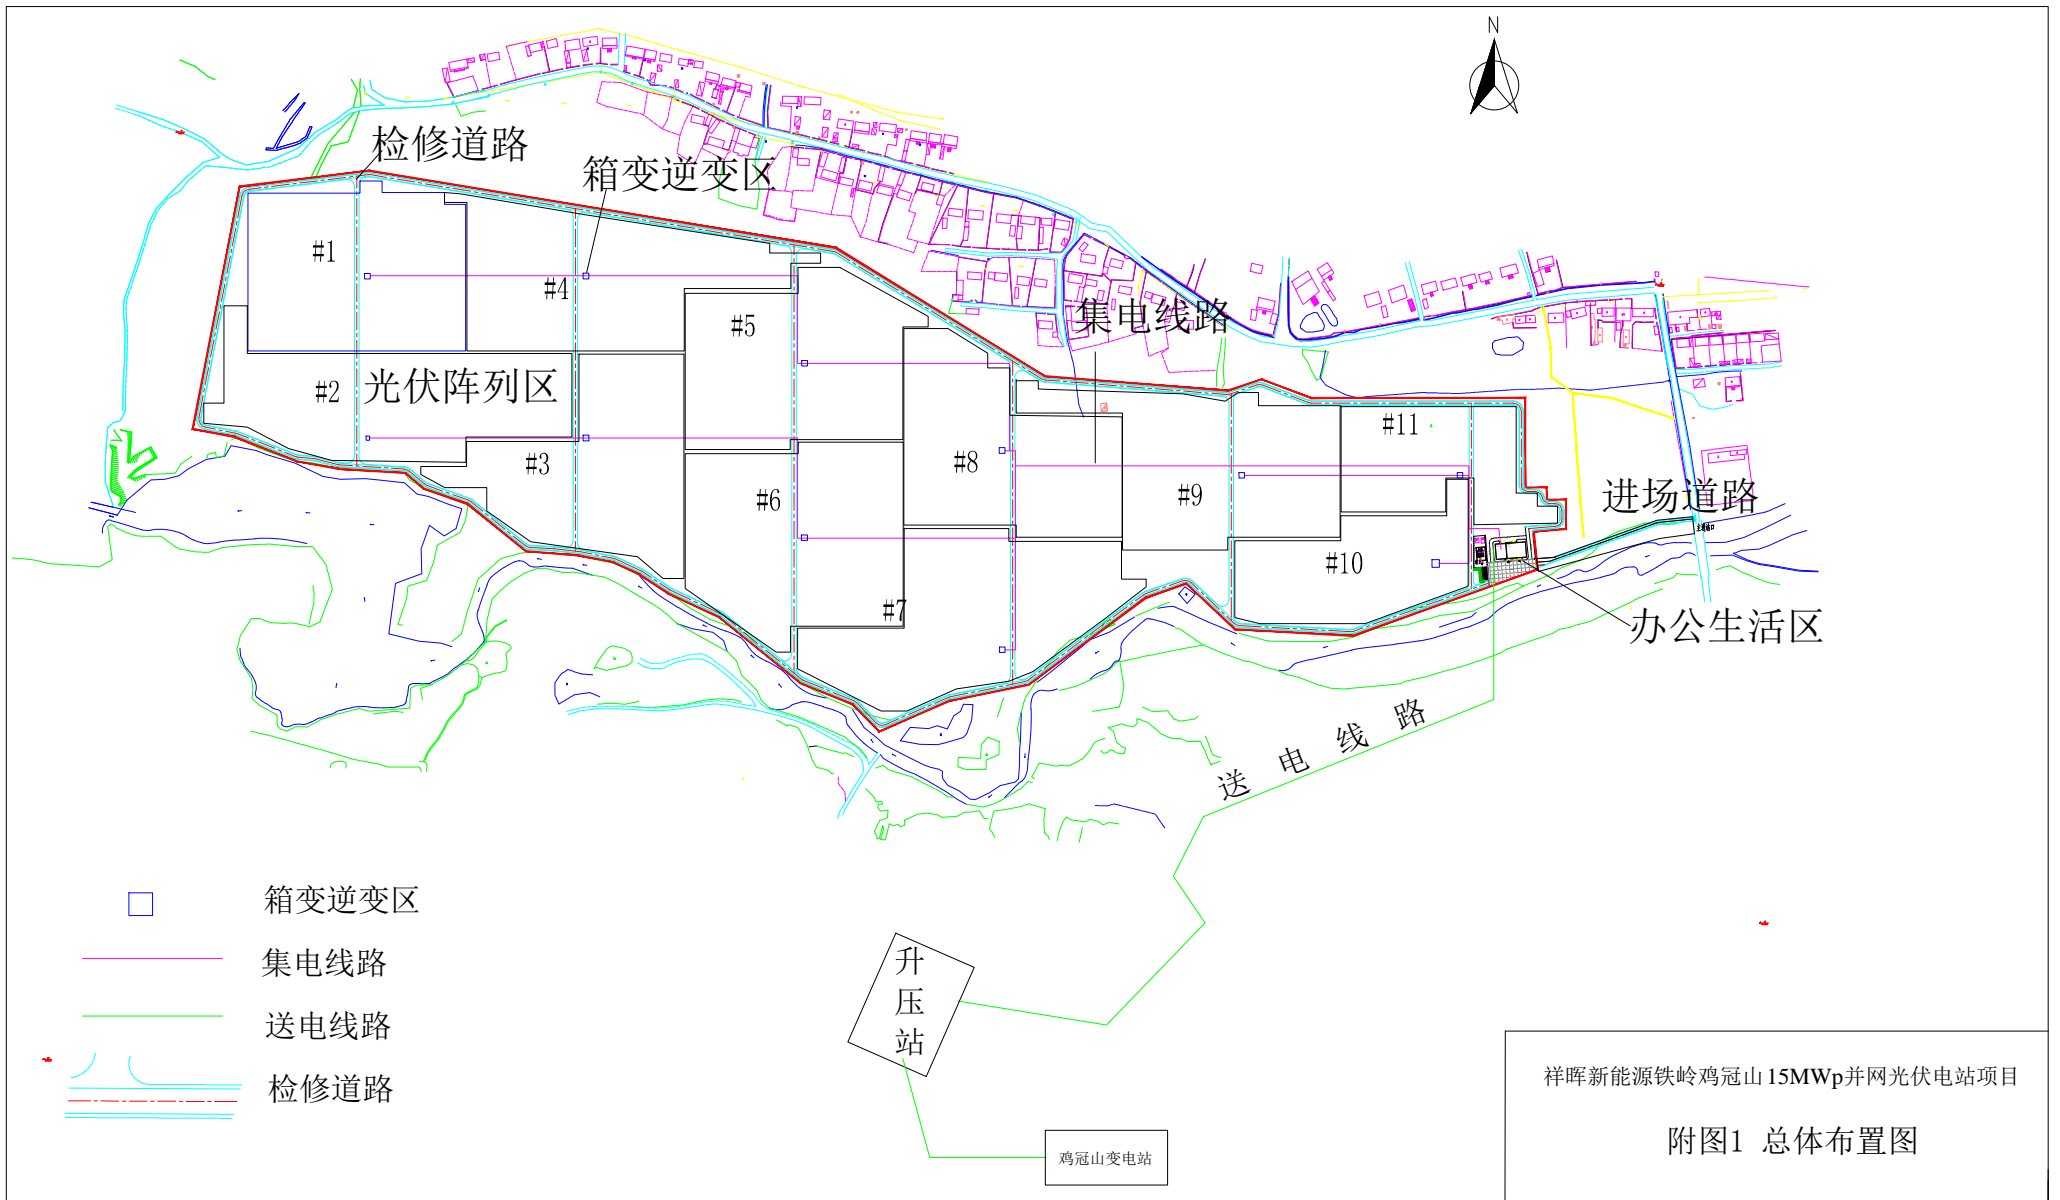 N
检修道路
箱变逆变区
#1
#4
#5
集电线路
#2
光伏阵列区
#11
#3
#8
#6
#9
进场道路
#10
#7
办公生活区
送电线路
箱变逆变区
集电线路
送电线路
检修道路
升压站
鸡冠山变电站
祥晖新能源铁岭鸡冠山15MWp并网光伏电站项目
附图1 总体布置图